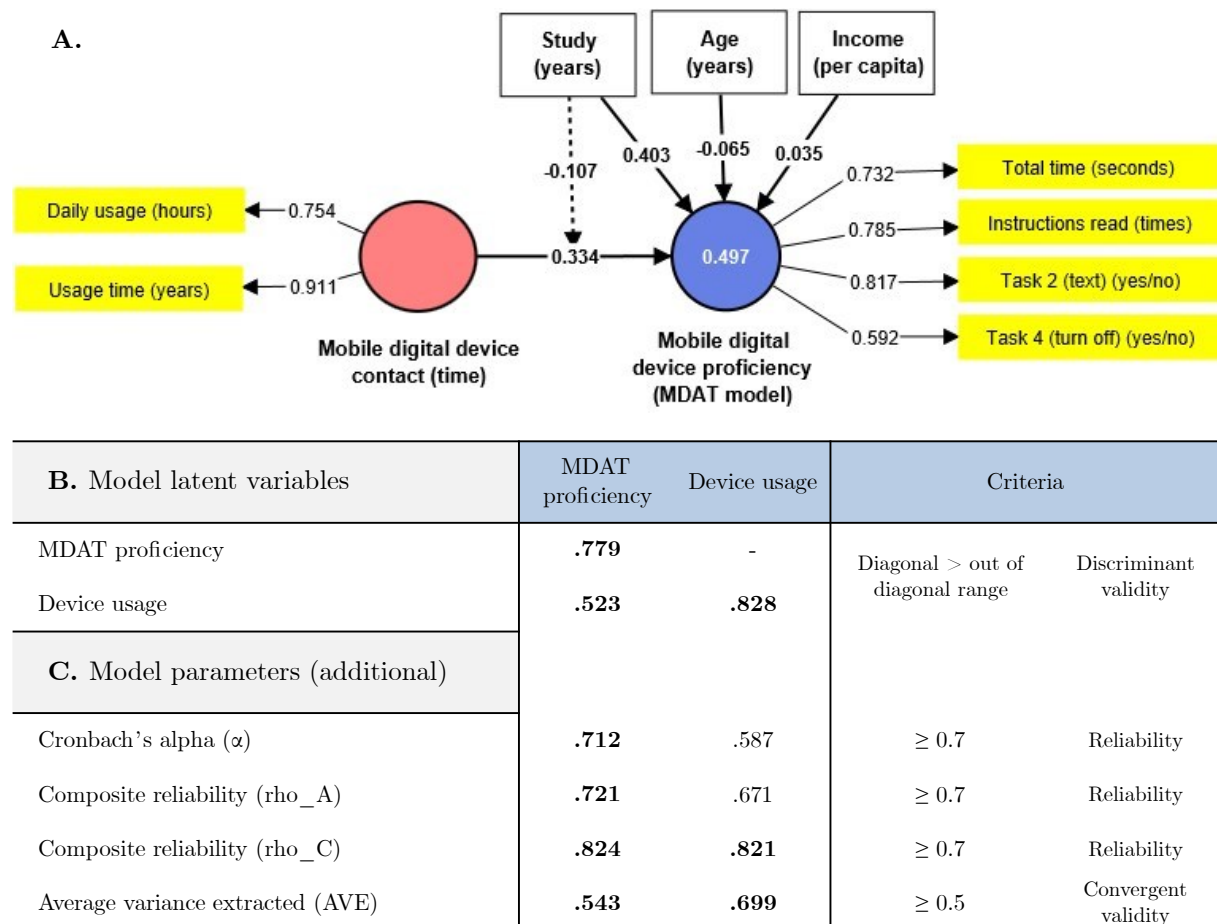 A.
Study
(years)
Age
(years)
Income
(per capita)
-0.107
0.403
-0.065
0.035
Daily usage (hours)
0.754
Usage time (years)
0.911
0.334
0.497
0.732
Total time (seconds)
0.785
Instructions read (times)
0.817
Task 2 (text) (yes/no)
0.592
Task 4 (turn off) (yes/no)
Mobile digital device
contact (time)
Mobile digital
device proficiency
(MDAT model)
B. Model latent variables
MDAT
proficiency
Device usage
Criteria
MDAT proficiency
.779
-
Device usage
.523
.828
Diagonal > out of
diagonal range
Discriminant
validity
C. Model parameters (additional)
Cronbach's alpha (α)
.712
.587
≥ 0.7
Reliability
Composite reliability (rho_A)
.721
.671
≥ 0.7
Reliability
Composite reliability (rho_C)
.824
.821
≥ 0.7
Reliability
Average variance extracted (AVE)
.543
.699
≥ 0.5
Convergent
validity